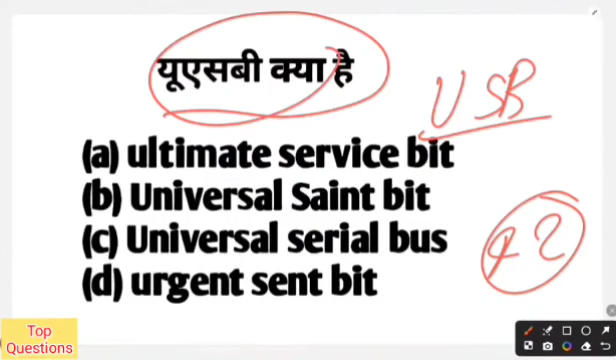 यूएसबी क्या है
USB
(a) ultimate service bit
(b) Universal Saint bit
(c) Universal serial bus
(d) urgent sent bit
Top
Questions